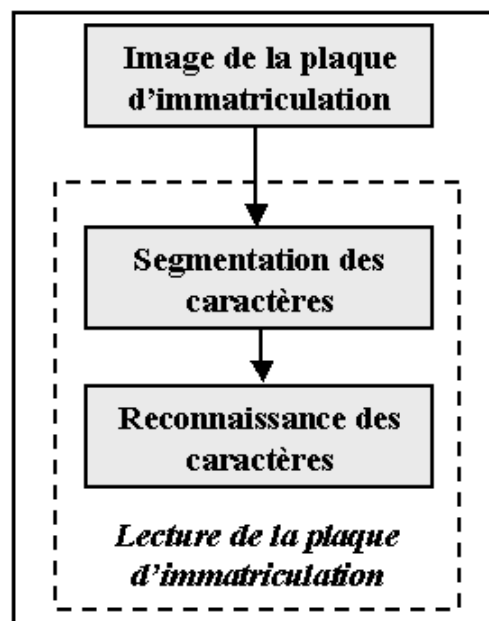 Image de la plaque
d'immatriculation
Segmentation des
caractères
Reconnaissance des
caractères
Lecture de la plaque
d'immatriculation